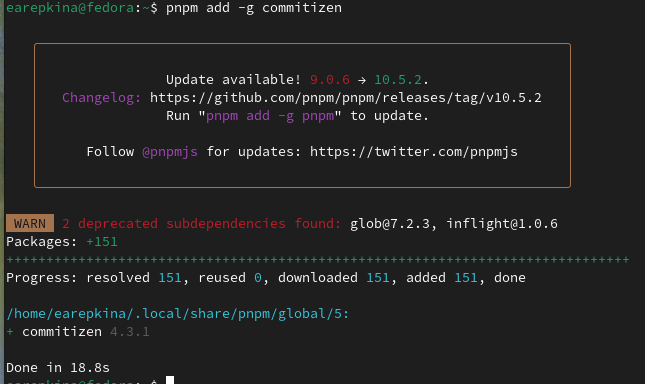 earepkina@fedora:~$ pnpm add -g commitizen
Update available! 9.0.6 → 10.5.2.
Changelog: https://github.com/pnpm/pnpm/releases/tag/v10.5.2
Run "pnpm add -g pnpm" to update.
Follow @pnpmjs for updates: https://twitter.com/pnpmjs
WARN 2 deprecated subdependencies found: glob@7.2.3, inflight@1.0.6
Packages: +151
++++++++++++++++++++++++++++++++++++++++++++++++++++++++++++++++++++++++++++++
Progress: resolved 151, reused 0, downloaded 151, added 151, done
/home/earepkina/.local/share/pnpm/global/5:
+ commitizen 4.3.1
Done in 18.8s
earepkina@fedora:~$